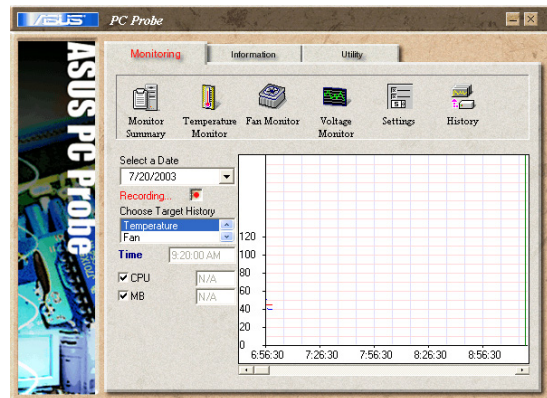 ASUS PC Probe
ASUS PC Probe
Monitoring
Information
Utility
Monitor Summary
Temperature Monitor
Fan Monitor
Voltage Monitor
Settings
History
Select a Date
7/20/2003
Recording...
Choose Target History
Temperature
Fan
Time 9:20:00 AM
CPU N/A
MB N/A
120
100
80
60
40
20
0
6:56:30 7:26:30 7:56:30 8:26:30 8:56:30